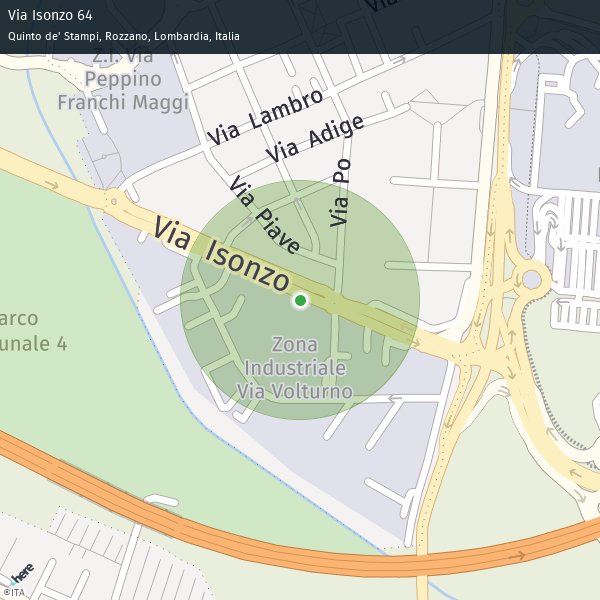 Via Isonzo 64
Quinto de' Stampi, Rozzano, Lombardia, Italia
Via
Z.I. Via
Peppino
Franchi Maggi
Via Lambro
Via Adige
Via Po
Via Piave
Via Isonzo
arco
unale 4
Zona
Industriale
Via Volturno
here
©ITA